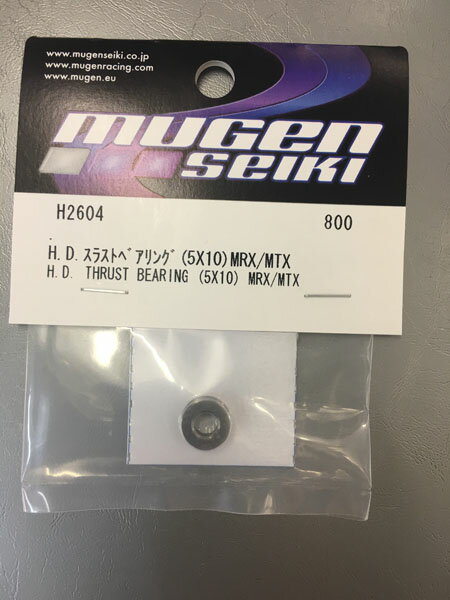 www.mugenseiki.co.jp
www.mugenracing.com
www.mugen.eu
mugen
seiki
H2604 800
H.D.スラストベアリング(5X10)MRX/MTX
H.D. THRUST BEARING (5X10) MRX/MTX